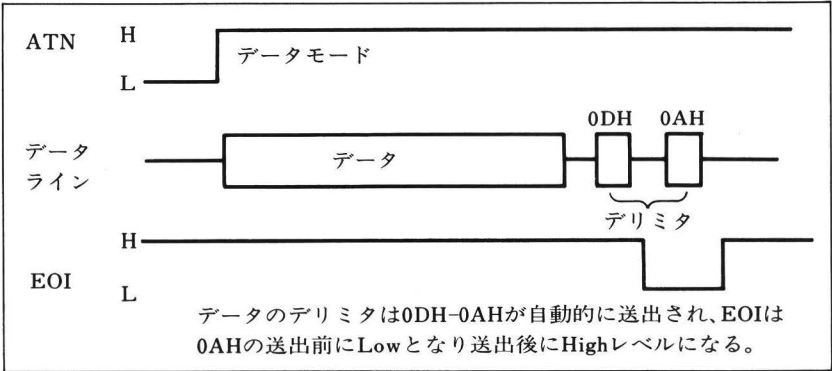 ATN
H
L
データモード
0DH 0AH
データ
ライン
データ
デリミタ
H
EOI
L
データのデリミタは0DH-0AHが自動的に送出され、EOIは
0AHの送出前にLowとなり送出後にHighレベルになる。